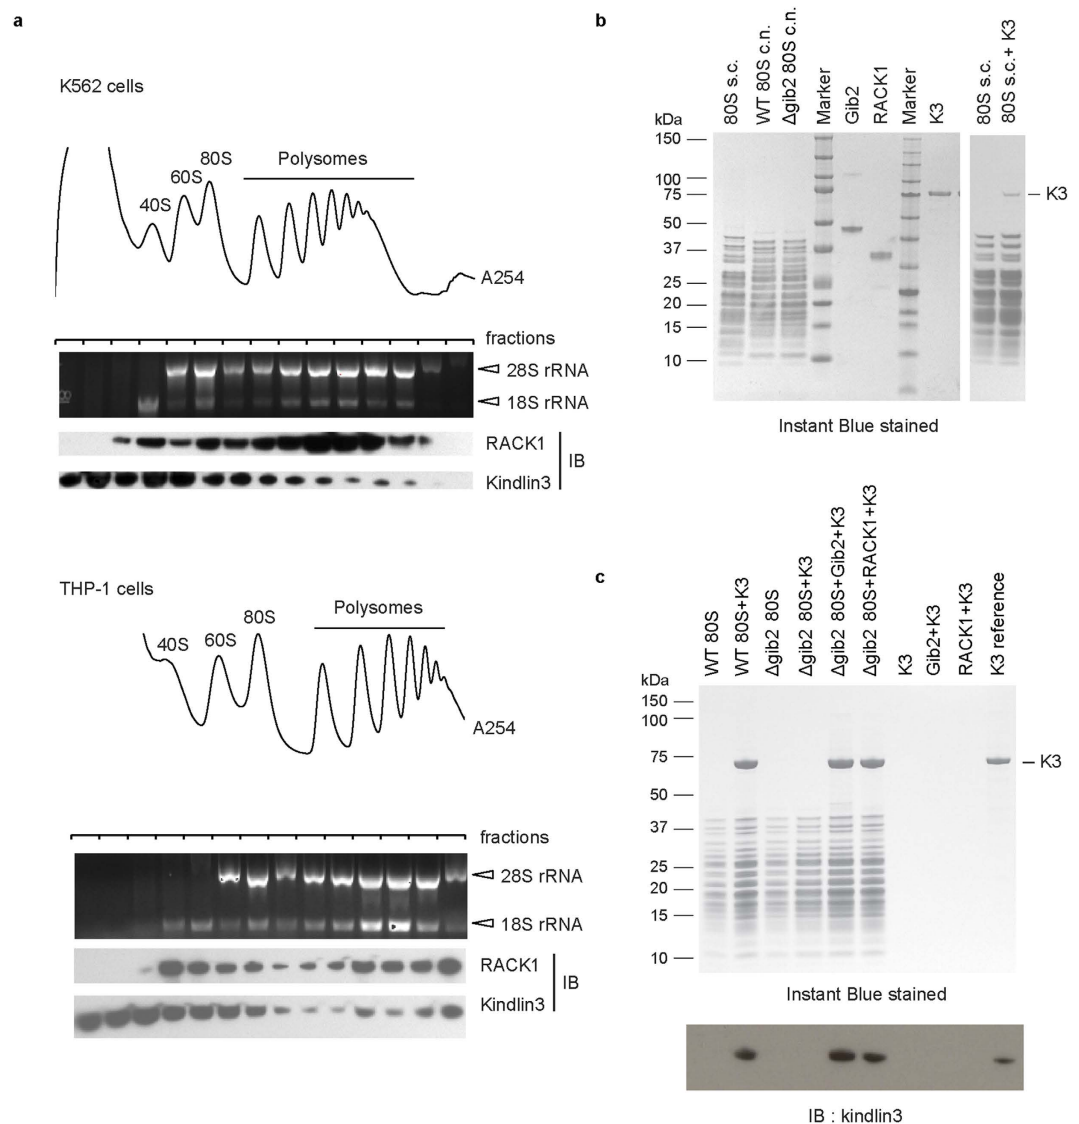 a
K562 cells
40S
60S
80S
Polysomes
A254
fractions
28S rRNA
18S rRNA
RACK1
Kindlin3
IB
THP-1 cells
40S
60S
80S
Polysomes
A254
fractions
28S rRNA
18S rRNA
RACK1
Kindlin3
IB
b
80S s.c.
WT 80S c.n.
Δgib2 80S c.n.
Marker
Gib2
RACK1
Marker
K3
80S s.c.
80S s.c.+ K3
kDa
150
100
75
50
37
25
20
15
10
K3
Instant Blue stained
c
WT 80S
WT 80S+K3
Δgib2 80S
Δgib2 80S+K3
Δgib2 80S+Gib2+K3
Δgib2 80S+RACK1+K3
K3
Gib2+K3
RACK1+K3
K3 reference
kDa
150
100
75
50
37
25
20
15
10
K3
Instant Blue stained
IB : kindlin3